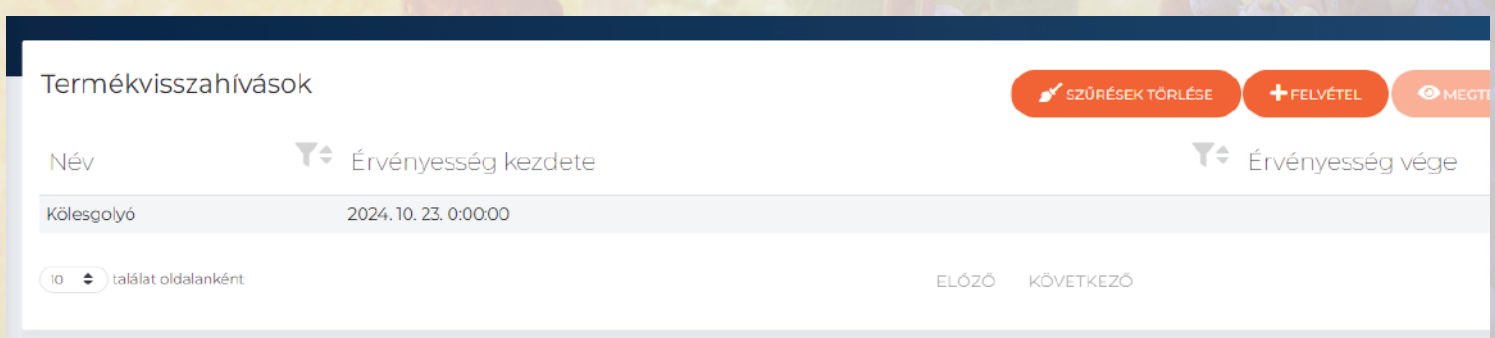 Termékvisszahívások
SZŰRÉSEK TÖRLÉSE FELVÉTEL
Név Érvényesség kezdete Érvényesség vége
Kölesgolyó 2024. 10. 23. 0:00:00
10 találat oldalanként ELŐZŐ KÖVETKEZŐ